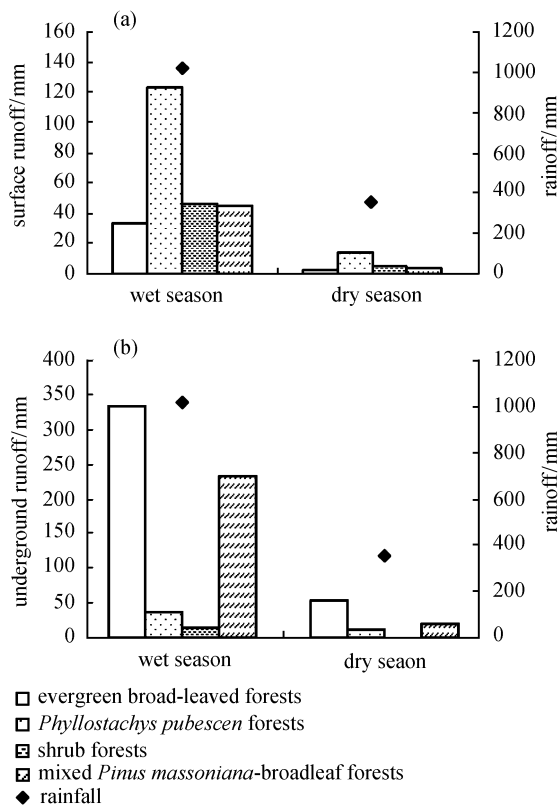 (a)
160
140
120
100
80
60
40
20
0
surface runoff/mm
1200
1000
800
600
400
200
0
rainoff/mm
wet season
dry season
(b)
400
350
300
250
200
150
100
50
0
underground runoff/mm
1200
1000
800
600
400
200
0
rainoff/mm
wet season
dry seaon
evergreen broad-leaved forests
Phyllostachys pubescen forests
shrub forests
mixed Pinus massoniana-broadleaf forests
rainfall